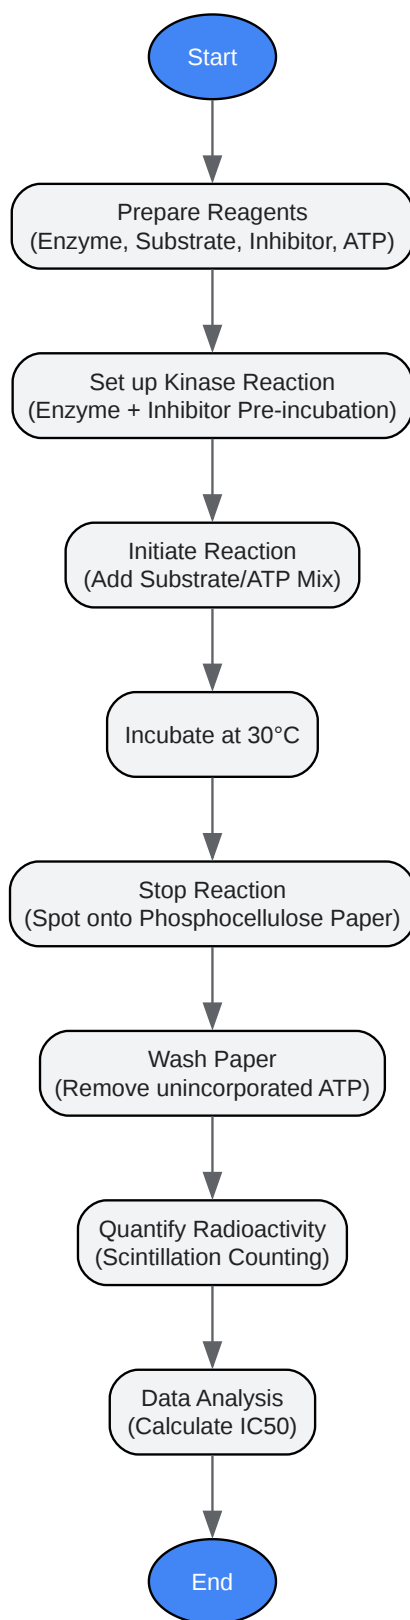 Start
Prepare Reagents
(Enzyme, Substrate, Inhibitor, ATP)
Set up Kinase Reaction
(Enzyme + Inhibitor Pre-incubation)
Initiate Reaction
(Add Substrate/ATP Mix)
Incubate at 30°C
Stop Reaction
(Spot onto Phosphocellulose Paper)
Wash Paper
(Remove unincorporated ATP)
Quantify Radioactivity
(Scintillation Counting)
Data Analysis
(Calculate IC50)
End